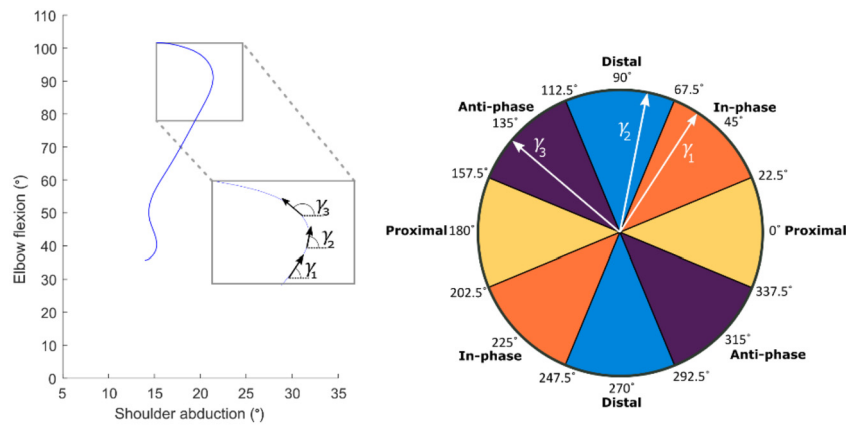 110
100
90
80
70
60
50
40
30
20
10
0
Elbow flexion (°)
5
10
15
20
25
30
35
Shoulder abduction (°)
γ3
γ2
γ1
Distal
90°
112.5°
67.5°
Anti-phase
135°
In-phase
45°
γ3
γ2
γ1
157.5°
22.5°
Proximal 180°
0° Proximal
202.5°
337.5°
225°
In-phase
315°
Anti-phase
247.5°
292.5°
270°
Distal